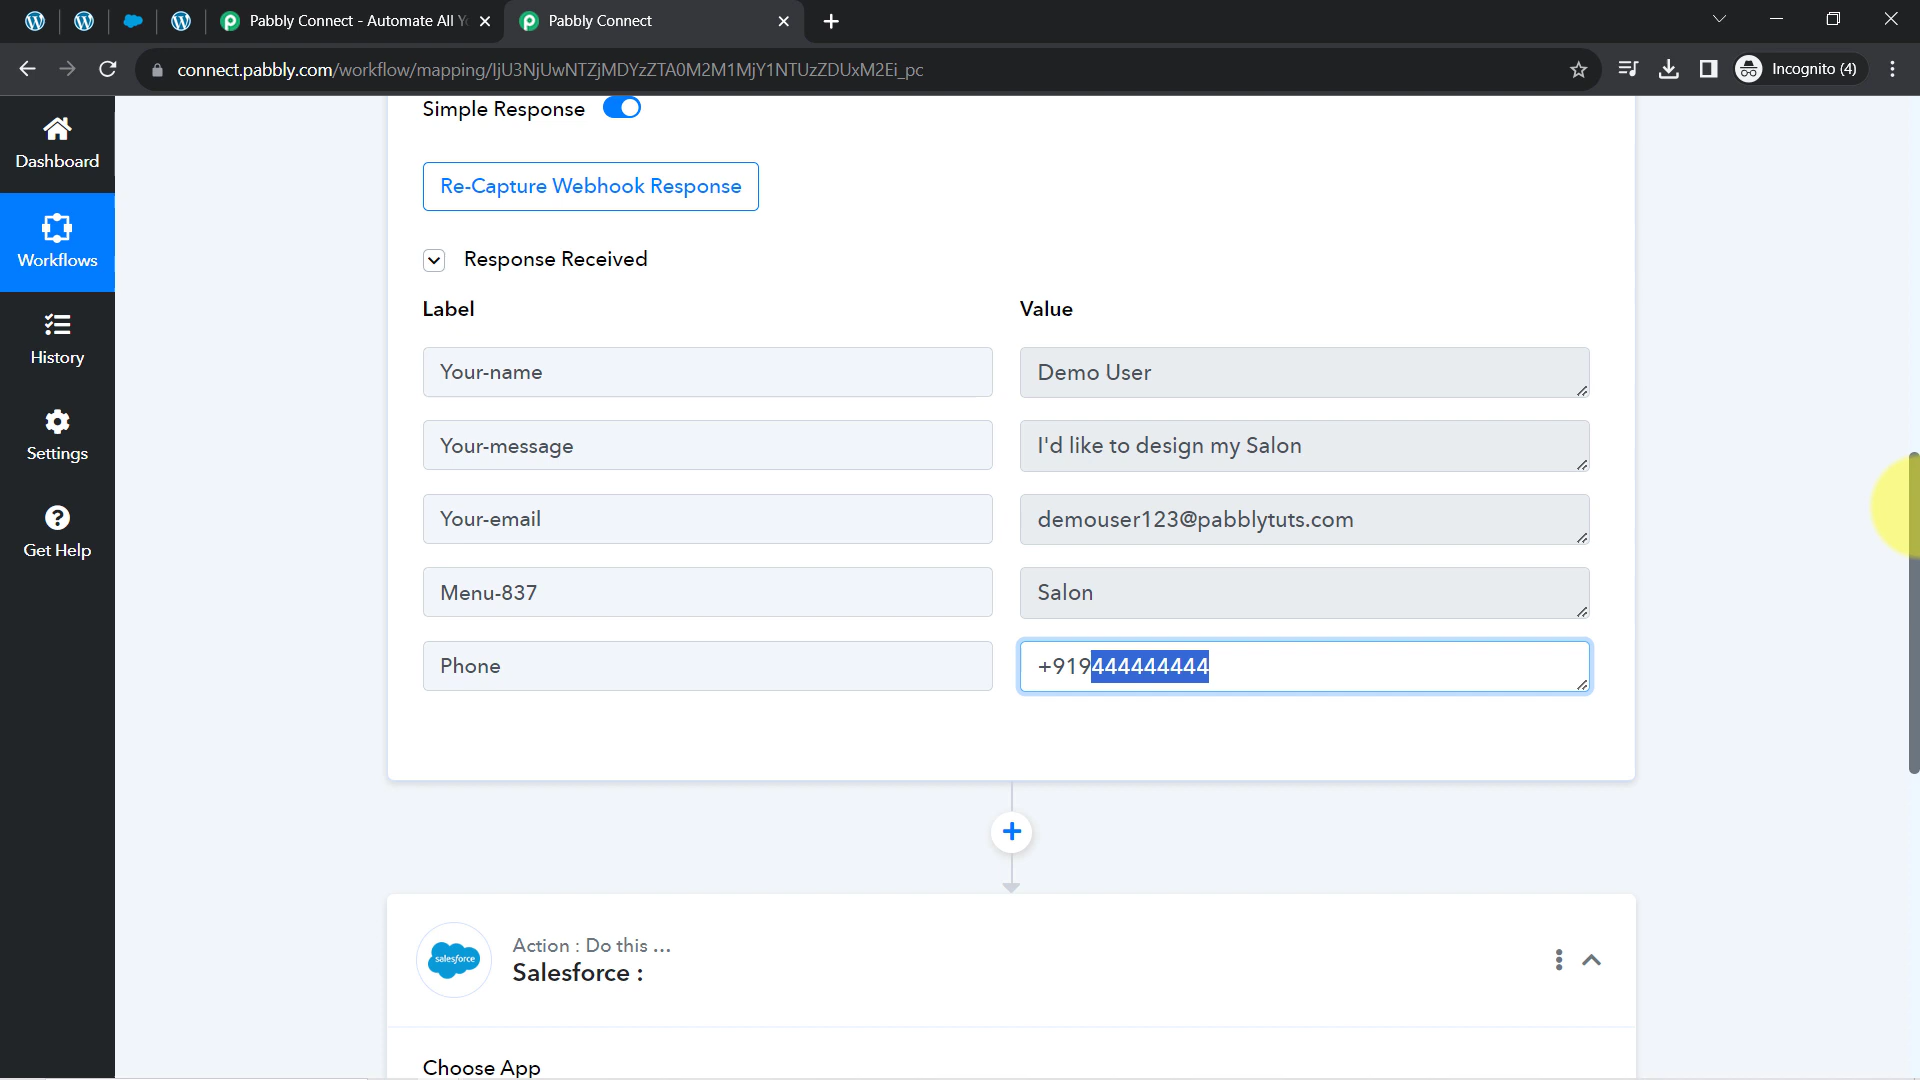 Pabbly Connect - Automate All Y
Pabbly Connect
connect.pabbly.com/workflow/mapping/IjU3NjUwNTZjMDYzZTA0M2M1MjY1NTUzZDUxM2Ei_pc
Incognito (4)
Dashboard
Workflows
History
Settings
Get Help
Simple Response
Re-Capture Webhook Response
Response Received
Label Value
Your-name Demo User
Your-message I'd like to design my Salon
Your-email demouser123@pabblytuts.com
Menu-837 Salon
Phone +919444444444
salesforce
Action : Do this ...
Salesforce :
Choose App